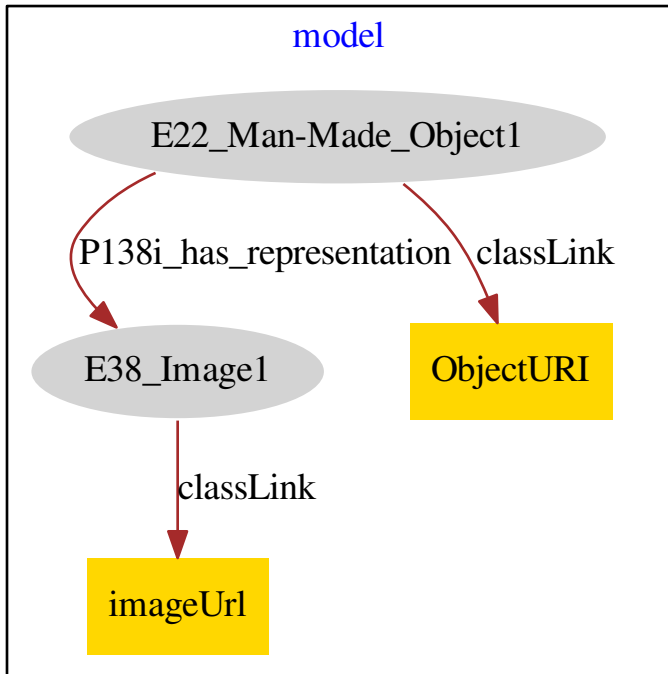 model
E22_Man-Made_Object1
P138i_has_representation
classLink
E38_Image1
ObjectURI
classLink
imageUrl